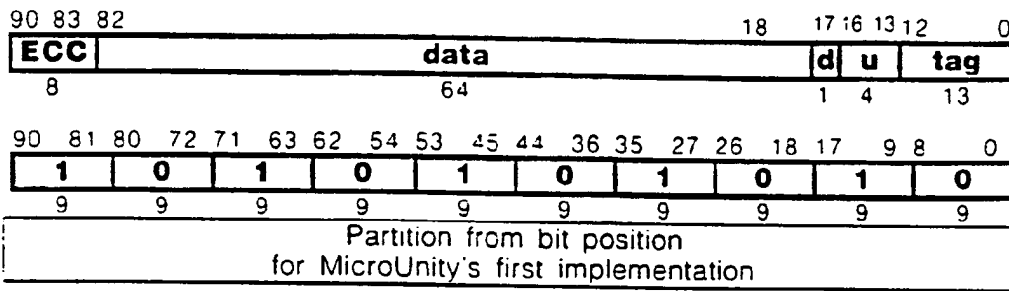 90 83 82 18 17 16 13 12 0
ECC data d u tag
8 64 1 4 13
90 81 80 72 71 63 62 54 53 45 44 36 35 27 26 18 17 9 8 0
1 0 1 0 1 0 1 0 1 0
9 9 9 9 9 9 9 9 9 9
Partition from bit position
for MicroUnity's first implementation